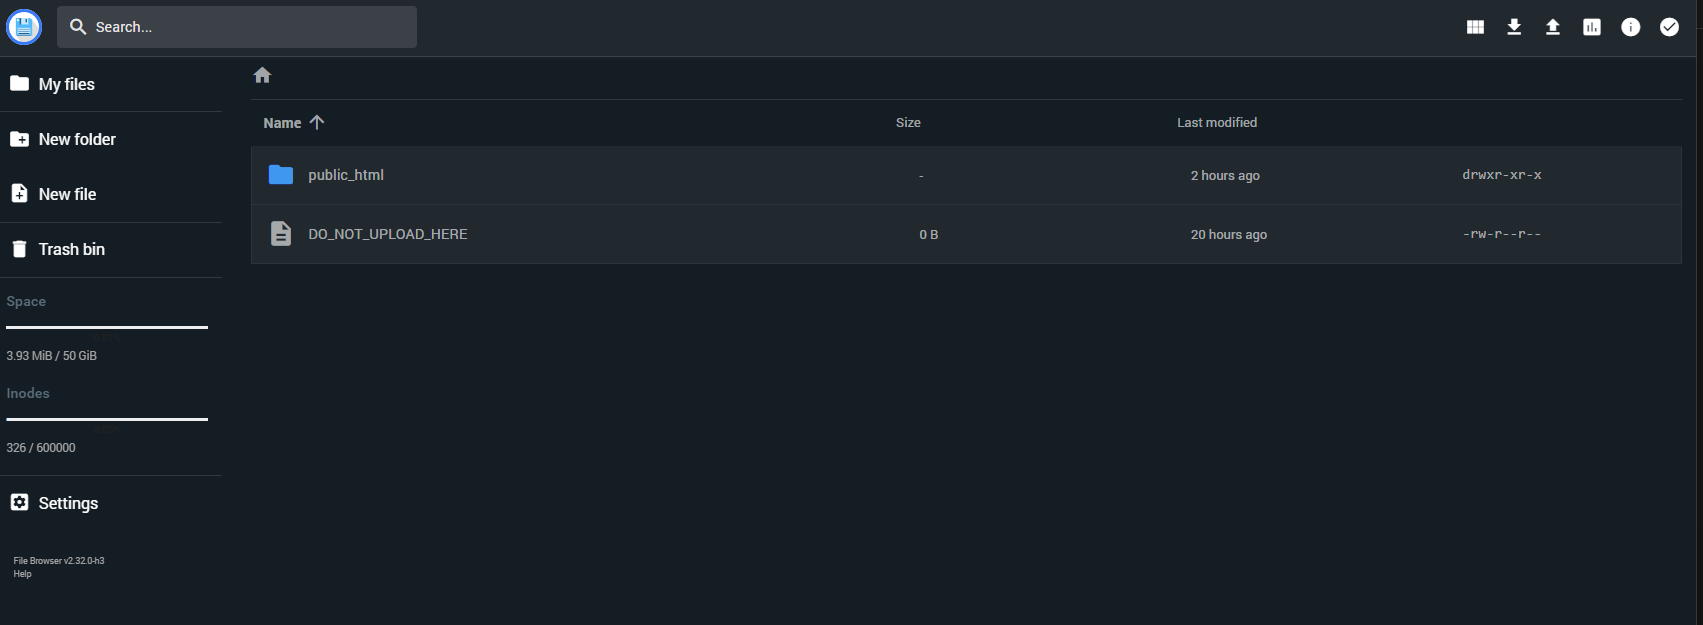 Search...
My files
New folder
New file
Trash bin
Space
3.93 MiB / 50 GiB
Inodes
326 / 600000
Settings
File Browser v2.32.0-h3
Help
Name Size Last modified
public_html - 2 hours ago drwxr-xr-x
DO_NOT_UPLOAD_HERE 0 B 20 hours ago -rw-r--r--